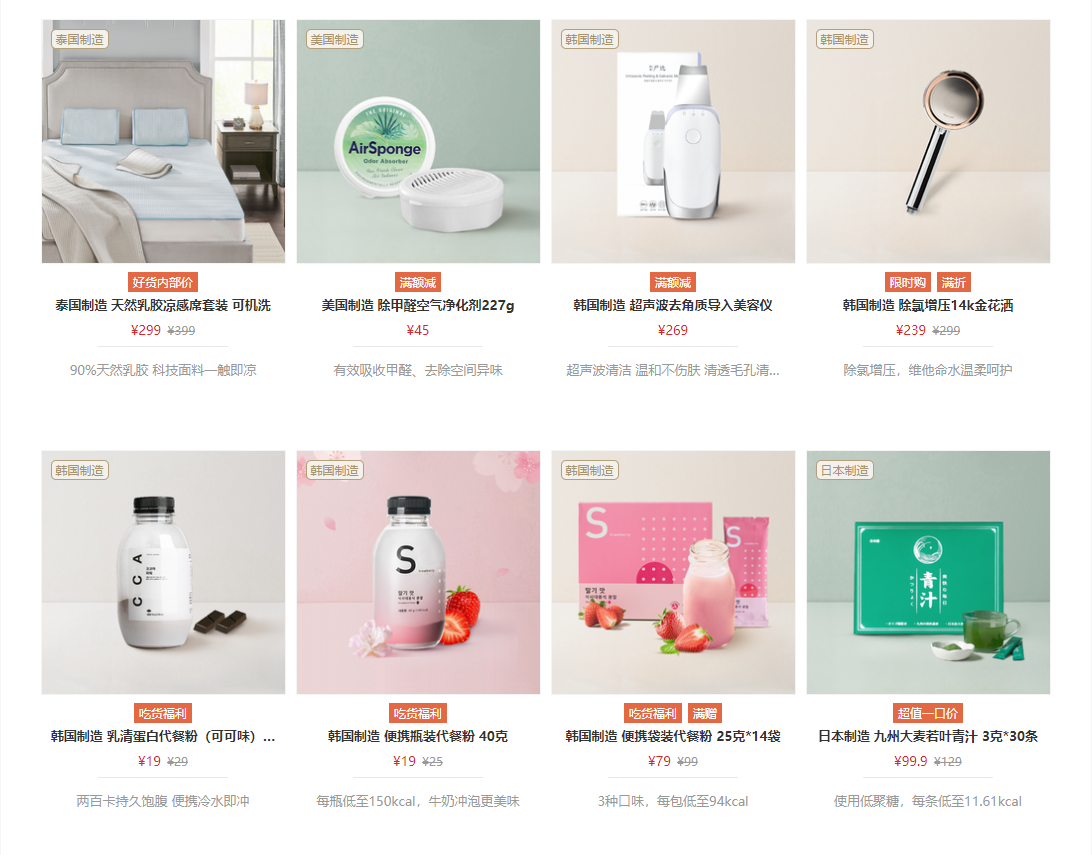 泰国制造
美国制造
韩国制造
韩国制造
THE ORIGINAL
AirSponge
Odor Absorber
好货内部价
满额减
满额减
限时购 满折
泰国制造 天然乳胶凉感席套装 可机洗
美国制造 除甲醛空气净化剂227g
韩国制造 超声波去角质导入美容仪
韩国制造 除氯增压14k金花洒
¥299 ¥399
¥45
¥269
¥239 ¥299
90%天然乳胶 科技面料一触即凉
有效吸收甲醛、去除空间异味
超声波清洁 温和不伤肤 清透毛孔清...
除氯增压，维他命水温柔呵护
韩国制造
韩国制造
韩国制造
日本制造
C C A
S
딸기 맛
S
S
딸기 맛
青汁
吃货福利
吃货福利
吃货福利 满赠
超值一口价
韩国制造 乳清蛋白代餐粉（可可味）...
韩国制造 便携瓶装代餐粉 40克
韩国制造 便携袋装代餐粉 25克*14袋
日本制造 九州大麦若叶青汁 3克*30条
¥19 ¥29
¥19 ¥25
¥79 ¥99
¥99.9 ¥129
两百卡持久饱腹 便携冷水即冲
每瓶低至150kcal，牛奶冲泡更美味
3种口味，每包低至94kcal
使用低聚糖，每条低至11.61kcal